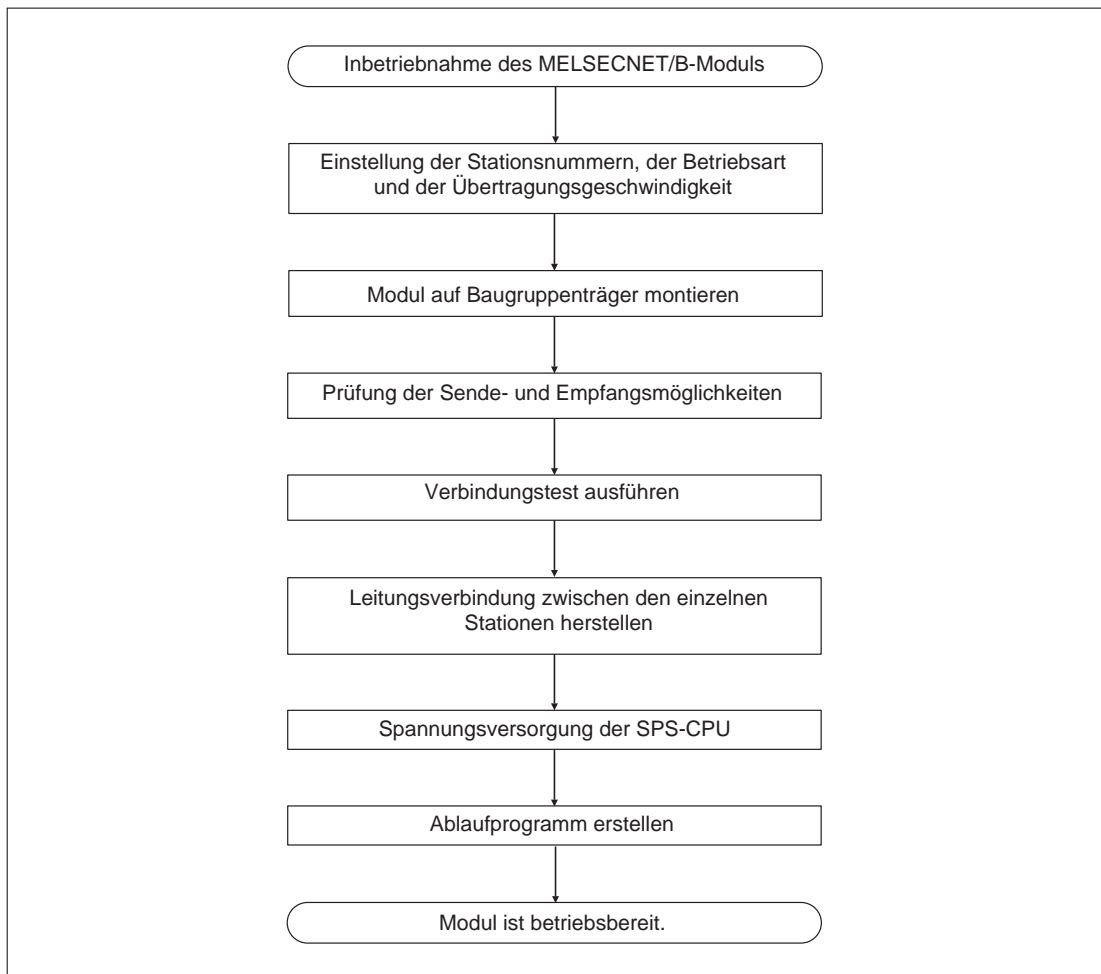 Inbetriebnahme des MELSECNET/B-Moduls
Einstellung der Stationsnummern, der Betriebsart
und der Übertragungsgeschwindigkeit
Modul auf Baugruppenträger montieren
Prüfung der Sende- und Empfangsmöglichkeiten
Verbindungstest ausführen
Leitungsverbindung zwischen den einzelnen
Stationen herstellen
Spannungsversorgung der SPS-CPU
Ablaufprogramm erstellen
Modul ist betriebsbereit.